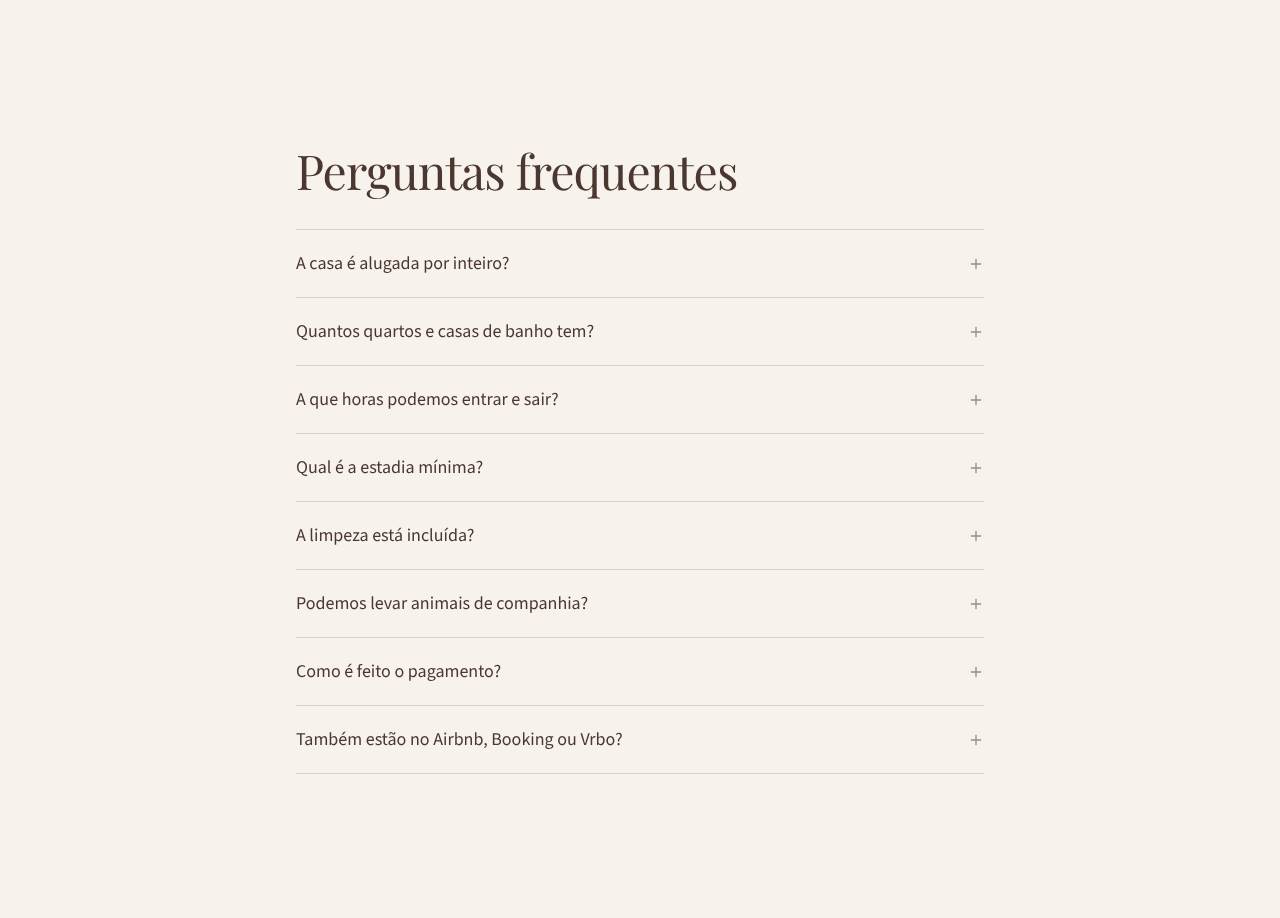 Perguntas frequentes
A casa é alugada por inteiro?
Quantos quartos e casas de banho tem?
A que horas podemos entrar e sair?
Qual é a estadia mínima?
A limpeza está incluída?
Podemos levar animais de companhia?
Como é feito o pagamento?
Também estão no Airbnb, Booking ou Vrbo?